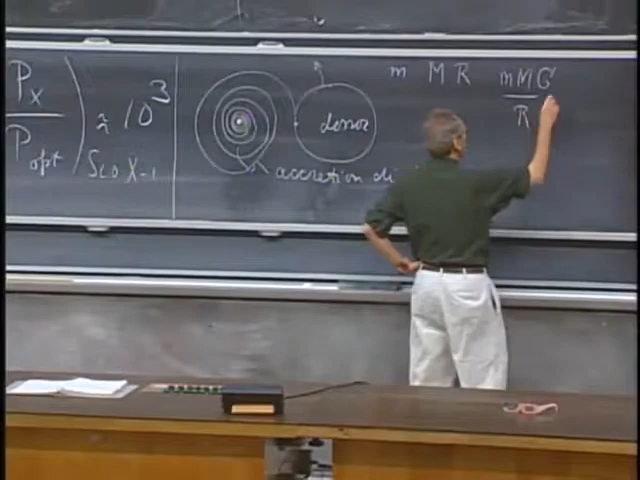 (Px / Popt) Sco X-1 ≈ 10³
donor
accretion di
m M R
mMG / R